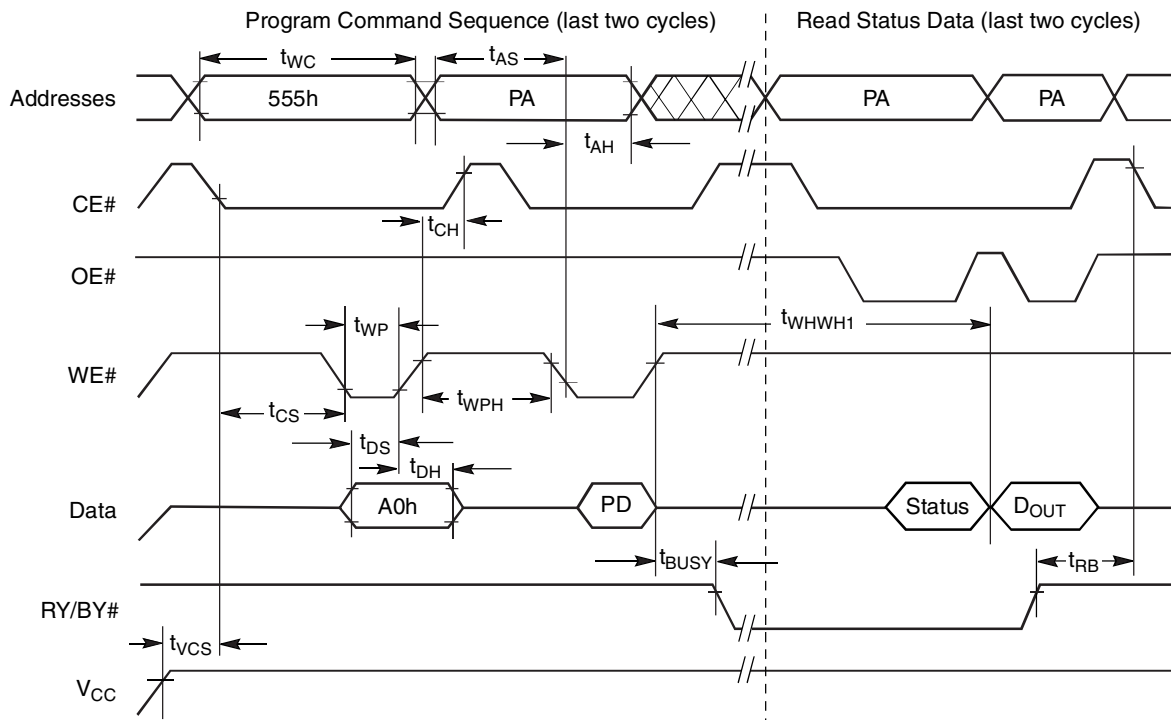 Program Command Sequence (last two cycles) Read Status Data (last two cycles)
tWC tAS
Addresses 555h PA PA PA
tAH
CE#
tCH
OE#
tWP tWHWH1
WE#
tCS tWPH
tDS
tDH
Data A0h PD Status DOUT
tBUSY tRB
RY/BY#
tVCS
VCC